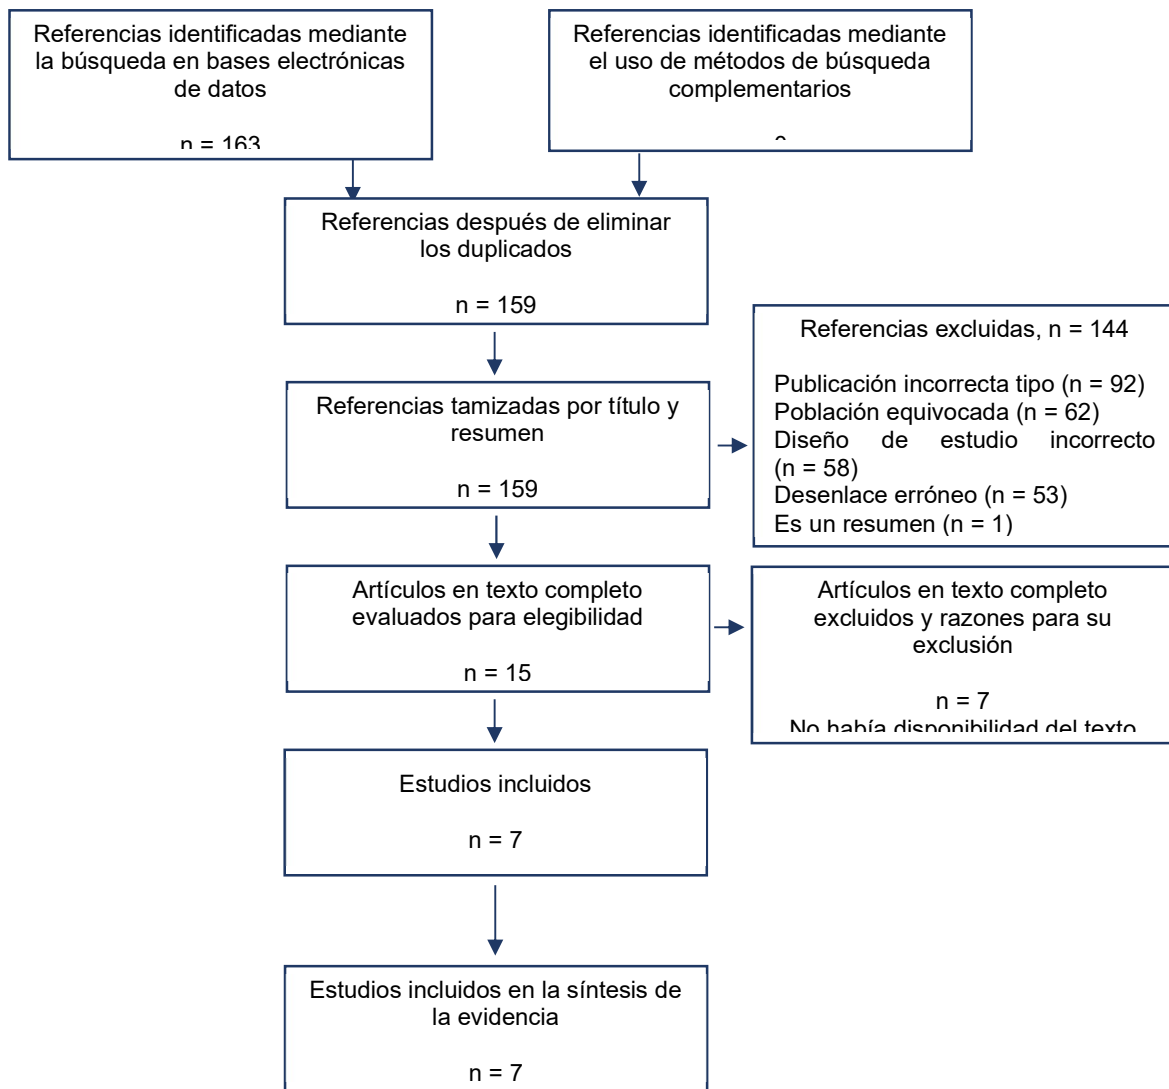 Referencias identificadas mediante
la búsqueda en bases electrónicas
de datos
n = 163
Referencias identificadas mediante
el uso de métodos de búsqueda
complementarios
Referencias después de eliminar
los duplicados
n = 159
Referencias tamizadas por título y
resumen
n = 159
Referencias excluidas, n = 144
Publicación incorrecta tipo (n = 92)
Población equivocada (n = 62)
Diseño de estudio incorrecto
(n = 58)
Desenlace erróneo (n = 53)
Es un resumen (n = 1)
Artículos en texto completo
evaluados para elegibilidad
n = 15
Artículos en texto completo
excluidos y razones para su
exclusión
n = 7
No había disponibilidad del texto
Estudios incluidos
n = 7
Estudios incluidos en la síntesis de
la evidencia
n = 7